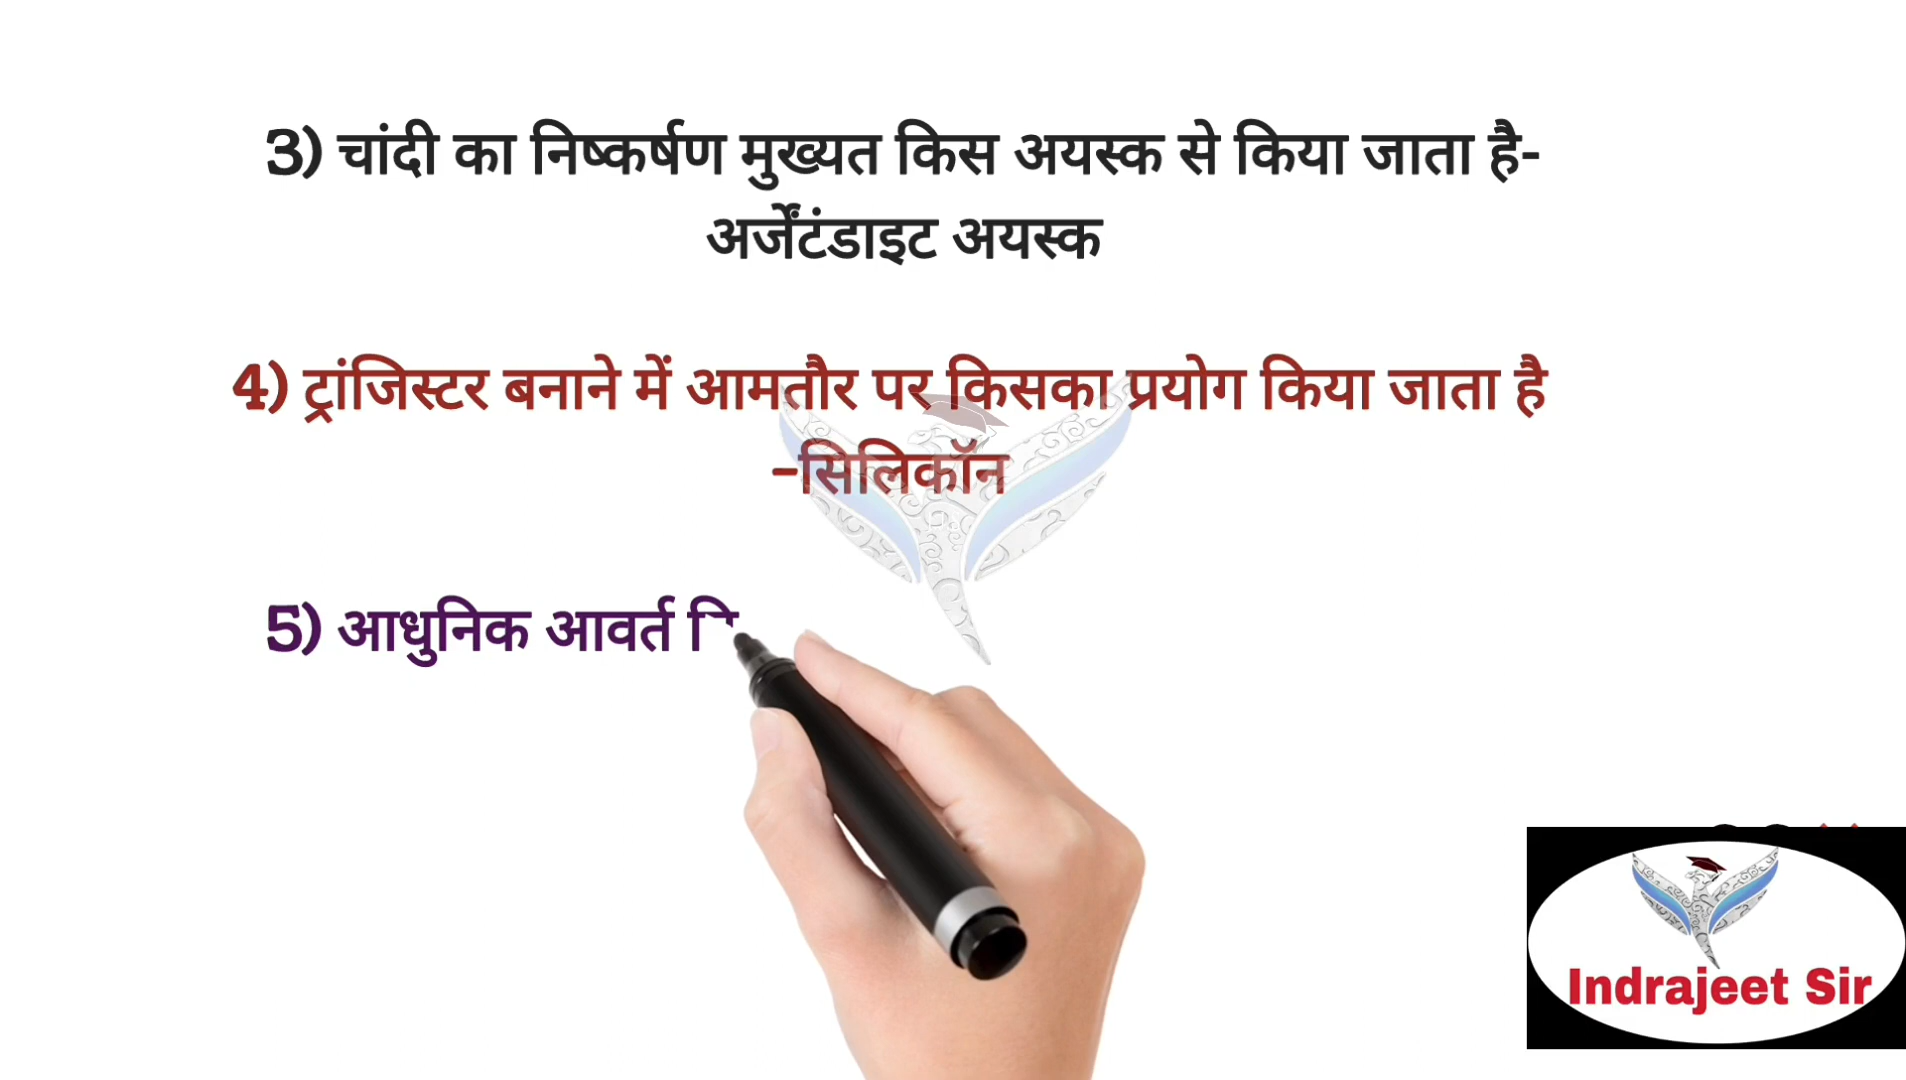 3) चांदी का निष्कर्षण मुख्यत किस अयस्क से किया जाता है-
अर्जेंटंडाइट अयस्क
4) ट्रांजिस्टर बनाने में आमतौर पर किसका प्रयोग किया जाता है
-सिलिकॉन
5) आधुनिक आवर्त
Indrajeet Sir